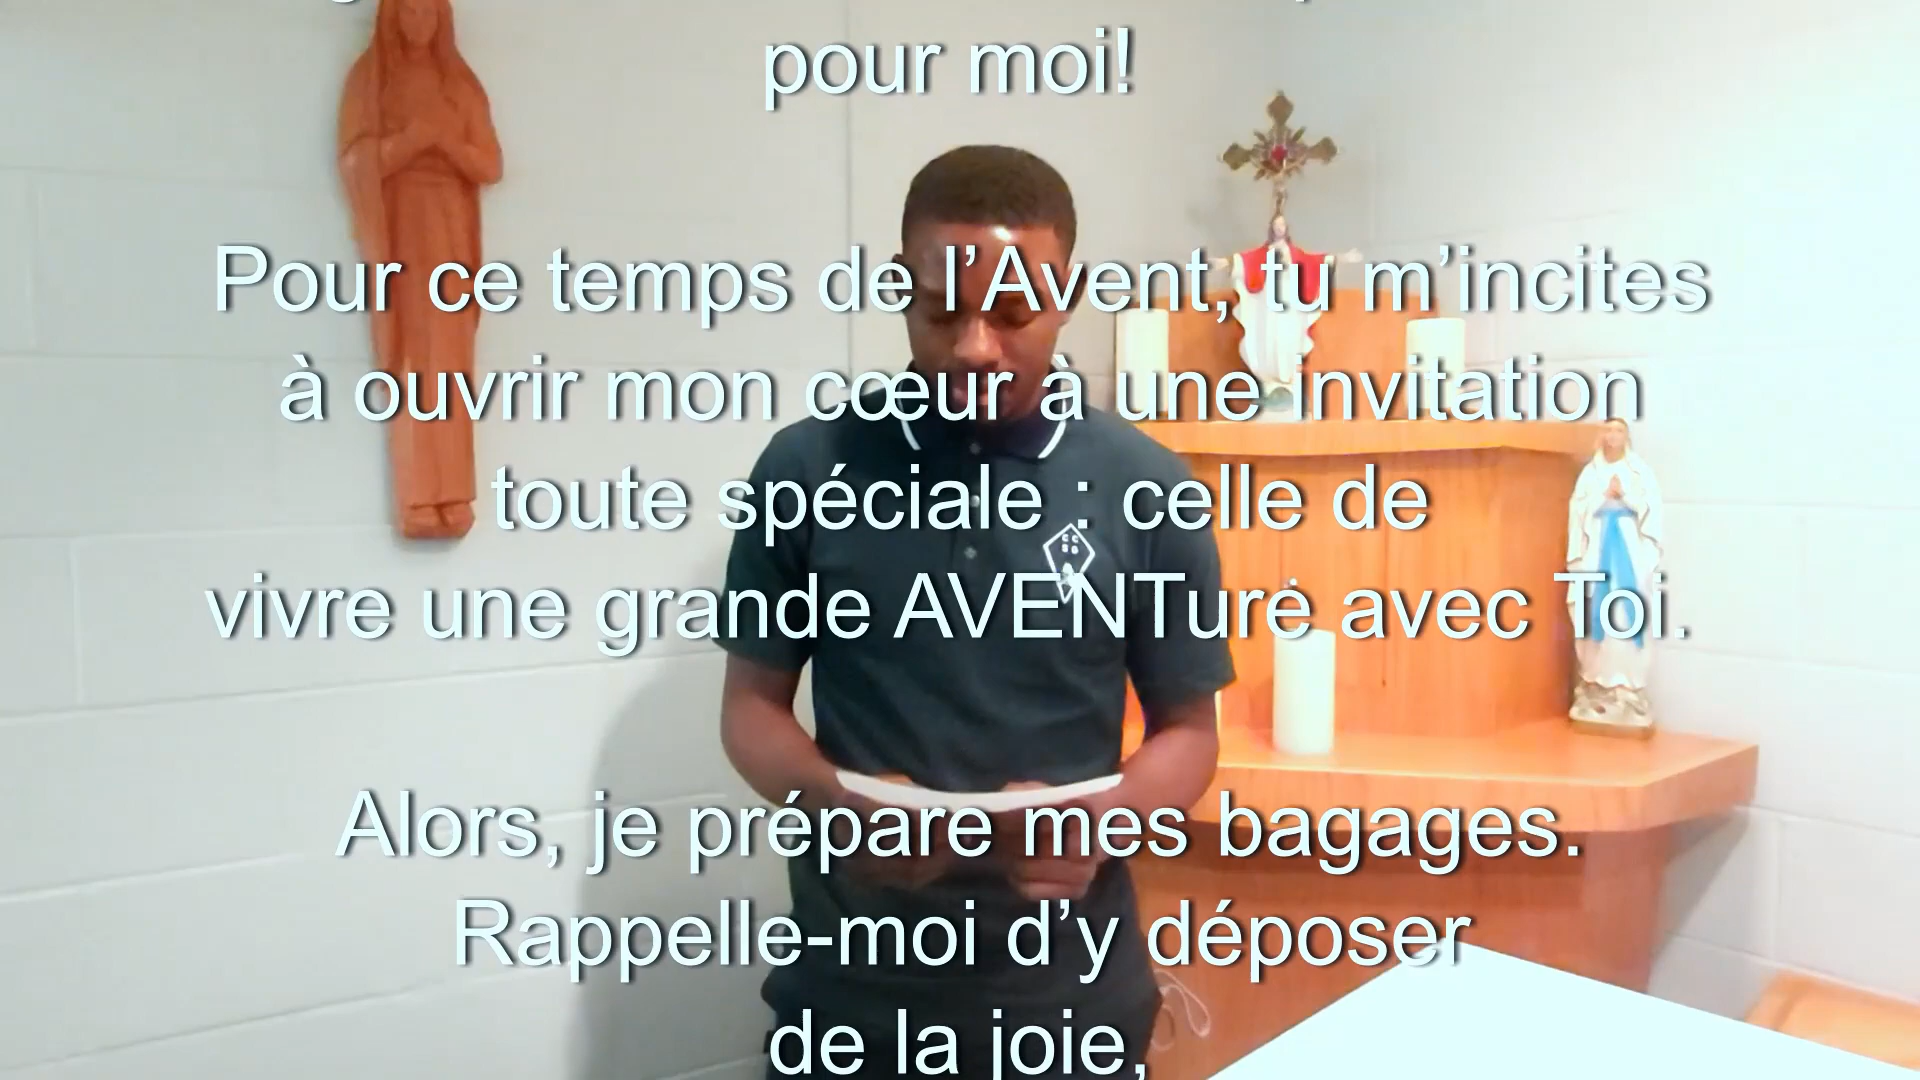 pour moi!
Pour ce temps de l’Avent, tu m’incites
à ouvrir mon cœur à une invitation
toute spéciale : celle de
vivre une grande AVENTure avec Toi.
Alors, je prépare mes bagages.
Rappelle-moi d’y déposer
de la joie,